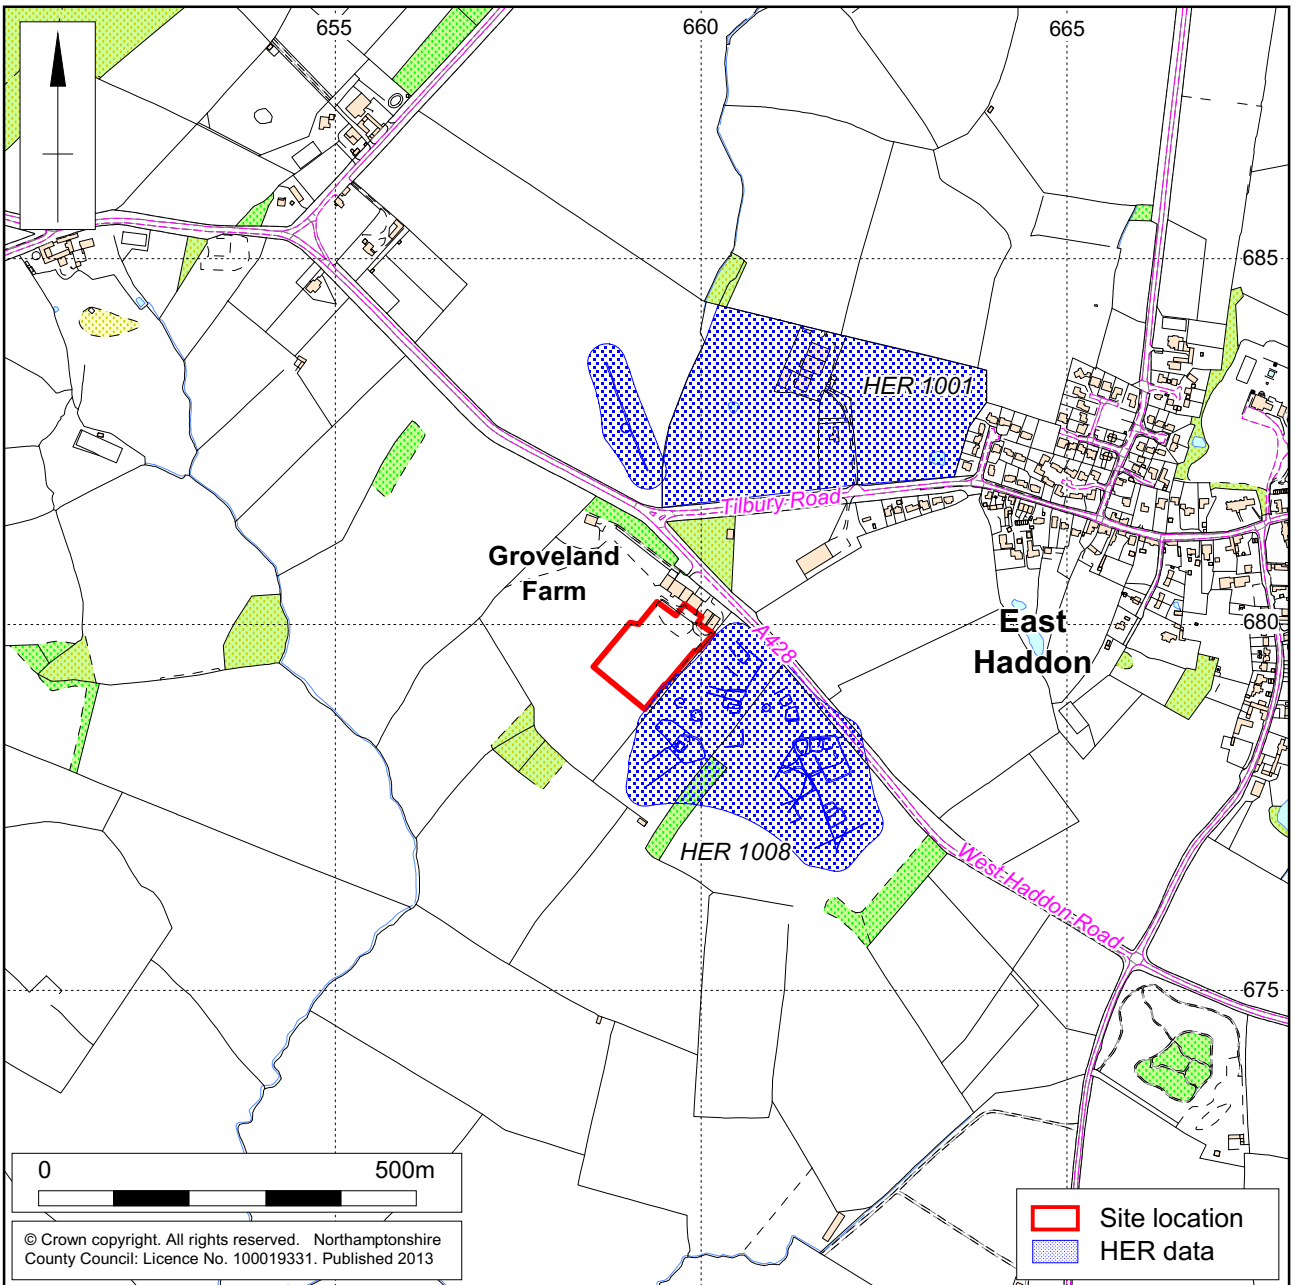 655
660
665
685
HER 1001
Tilbury Road
Groveland
Farm
A428
East
Haddon
680
HER 1008
West Haddon Road
675
0 500m
© Crown copyright. All rights reserved. Northamptonshire
County Council: Licence No. 100019331. Published 2013
Site location
HER data